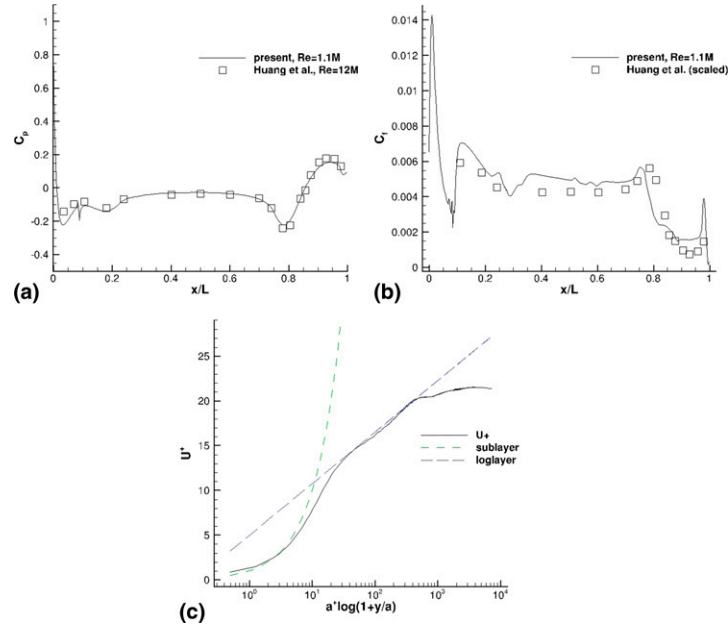 1
0.8
0.6
0.4
0.2
0
-0.2
-0.4
Cp
present, Re=1.1M
Huang et al., Re=12M
0 0.2 0.4 0.6 0.8 1
x/L
(a)
0.014
0.012
0.010
0.008
0.006
0.004
0.002
0.000
Cf
present, Re=1.1M
Huang et al. (scaled)
0.0 0.2 0.4 0.6 0.8 1.0
x/L
(b)
25
20
15
10
5
0
U+
U+
sublayer
loglayer
10^0 10^1 10^2 10^3 10^4
a+log(1+y/a)
(c)